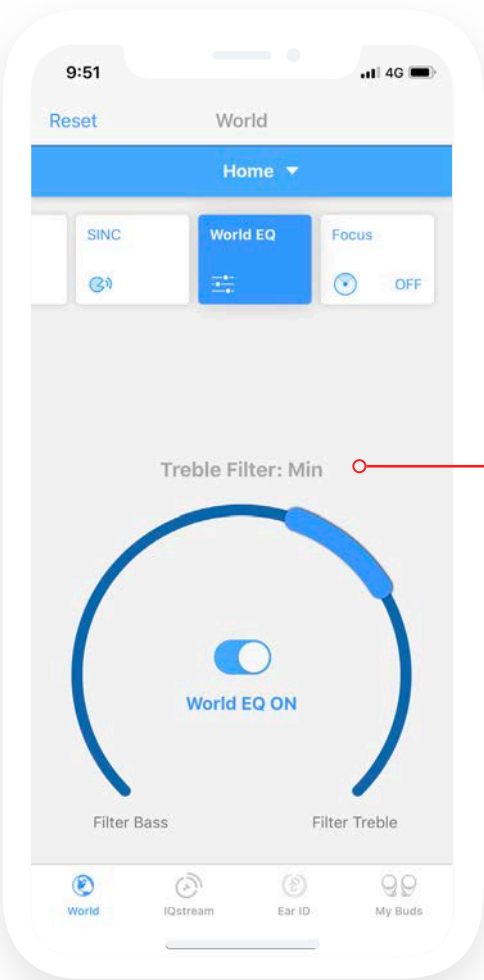 9:51
4G
Reset
World
Home
SINC
World EQ
Focus
OFF
Treble Filter: Min
World EQ ON
Filter Bass
Filter Treble
World
IQstream
Ear ID
My Buds